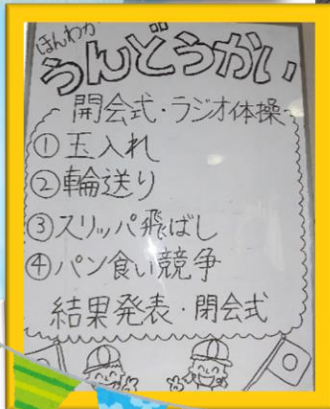 ほんわか
うんどうかい
開会式・ラジオ体操
①玉入れ
②輪送り
③スリッパ飛ばし
④パン食い競争
結果発表・閉会式